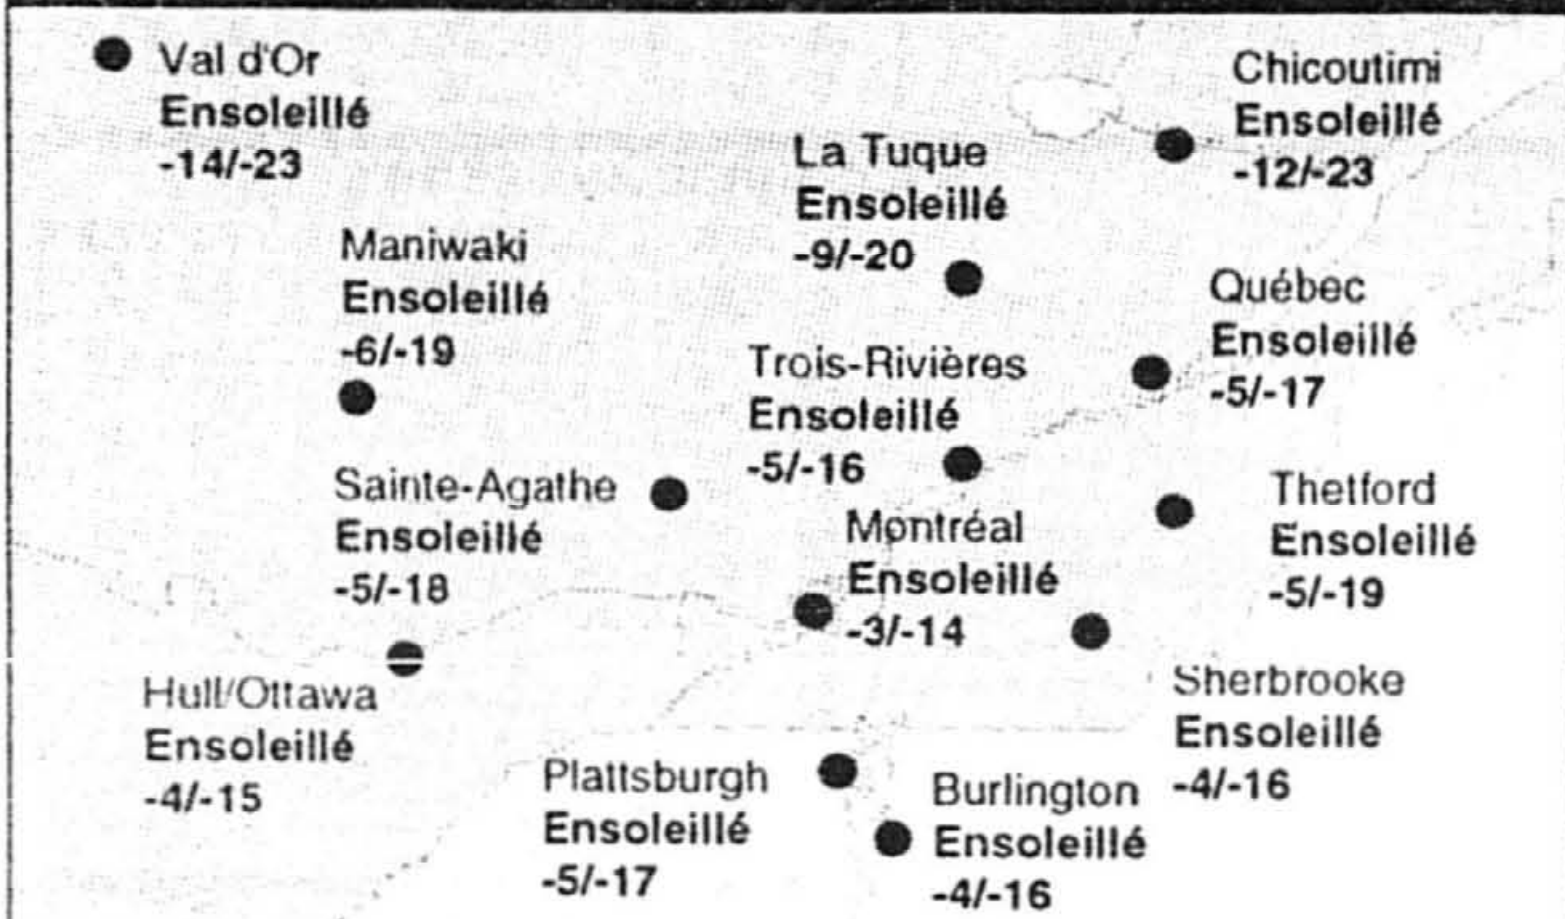 Val d'Or
Ensoleillé
-14/-23
Chicoutimi
Ensoleillé
-12/-23
La Tuque
Ensoleillé
-9/-20
Maniwaki
Ensoleillé
-6/-19
Québec
Ensoleillé
-5/-17
Trois-Rivières
Ensoleillé
-5/-16
Sainte-Agathe
Ensoleillé
-5/-18
Thetford
Ensoleillé
-5/-19
Montréal
Ensoleillé
-3/-14
Hull/Ottawa
Ensoleillé
-4/-15
Sherbrooke
Ensoleillé
-4/-16
Plattsburgh
Ensoleillé
-5/-17
Burlington
Ensoleillé
-4/-16